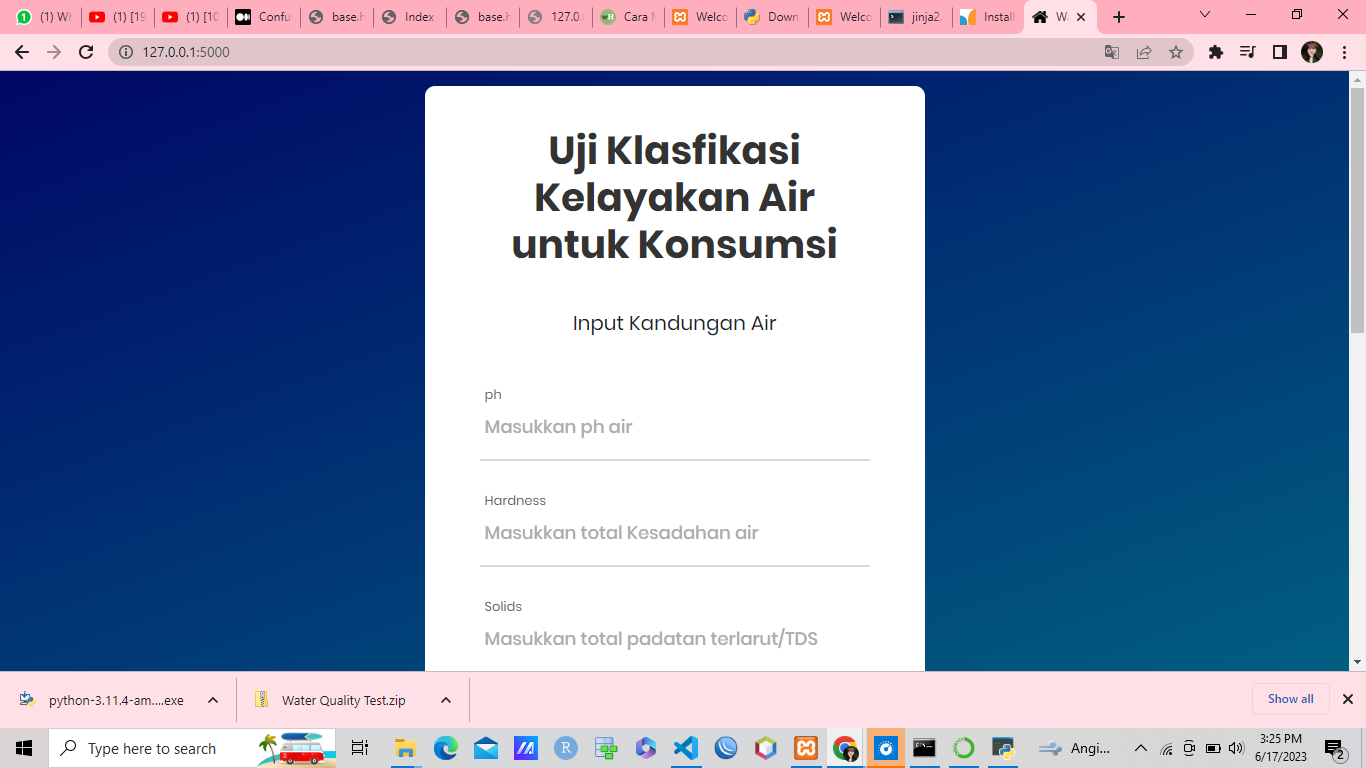 (1) Wh
(1) [19
(1) [10
Confu
base.h
Index
base.h
127.0.
Cara M
Welco
Down
Welco
jinja2.
Install
Wa
127.0.0.1:5000
Uji Klasfikasi
Kelayakan Air
untuk Konsumsi
Input Kandungan Air
ph
Masukkan ph air
Hardness
Masukkan total Kesadahan air
Solids
Masukkan total padatan terlarut/TDS
python-3.11.4-am....exe
Water Quality Test.zip
Show all
Type here to search
Angi...
3:25 PM
6/17/2023
2